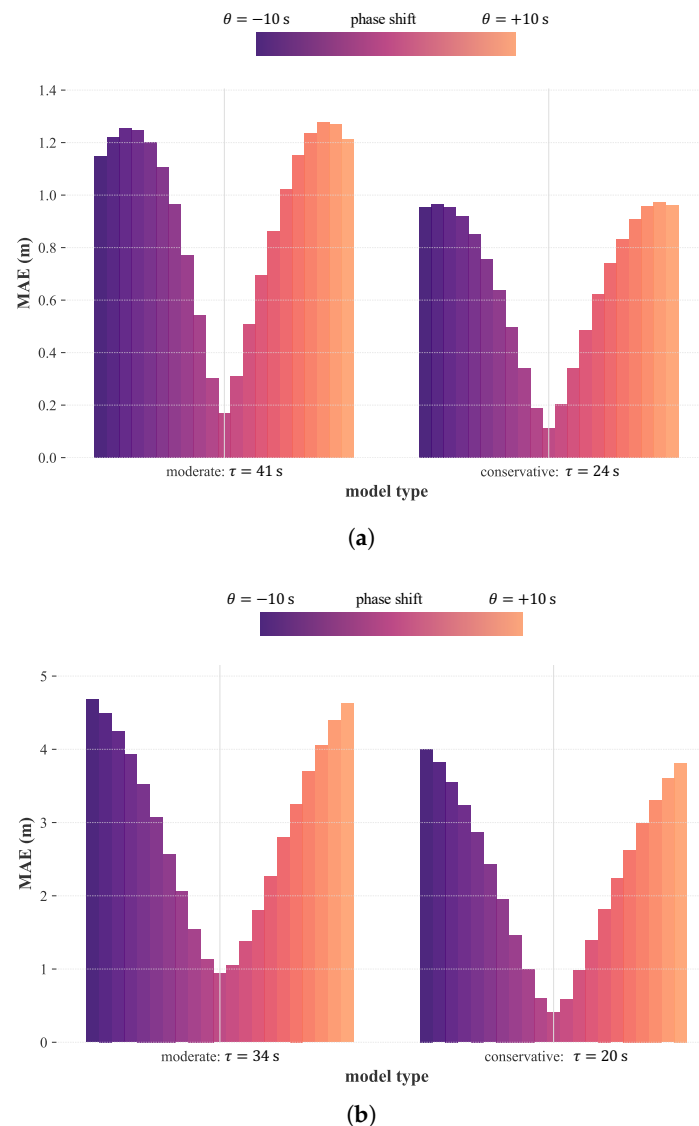 θ = −10 s phase shift θ = +10 s
1.4
1.2
1.0
0.8
0.6
0.4
0.2
0.0
MAE (m)
moderate: τ = 41 s conservative: τ = 24 s
model type
(a)
θ = −10 s phase shift θ = +10 s
5
4
3
2
1
0
MAE (m)
moderate: τ = 34 s conservative: τ = 20 s
model type
(b)